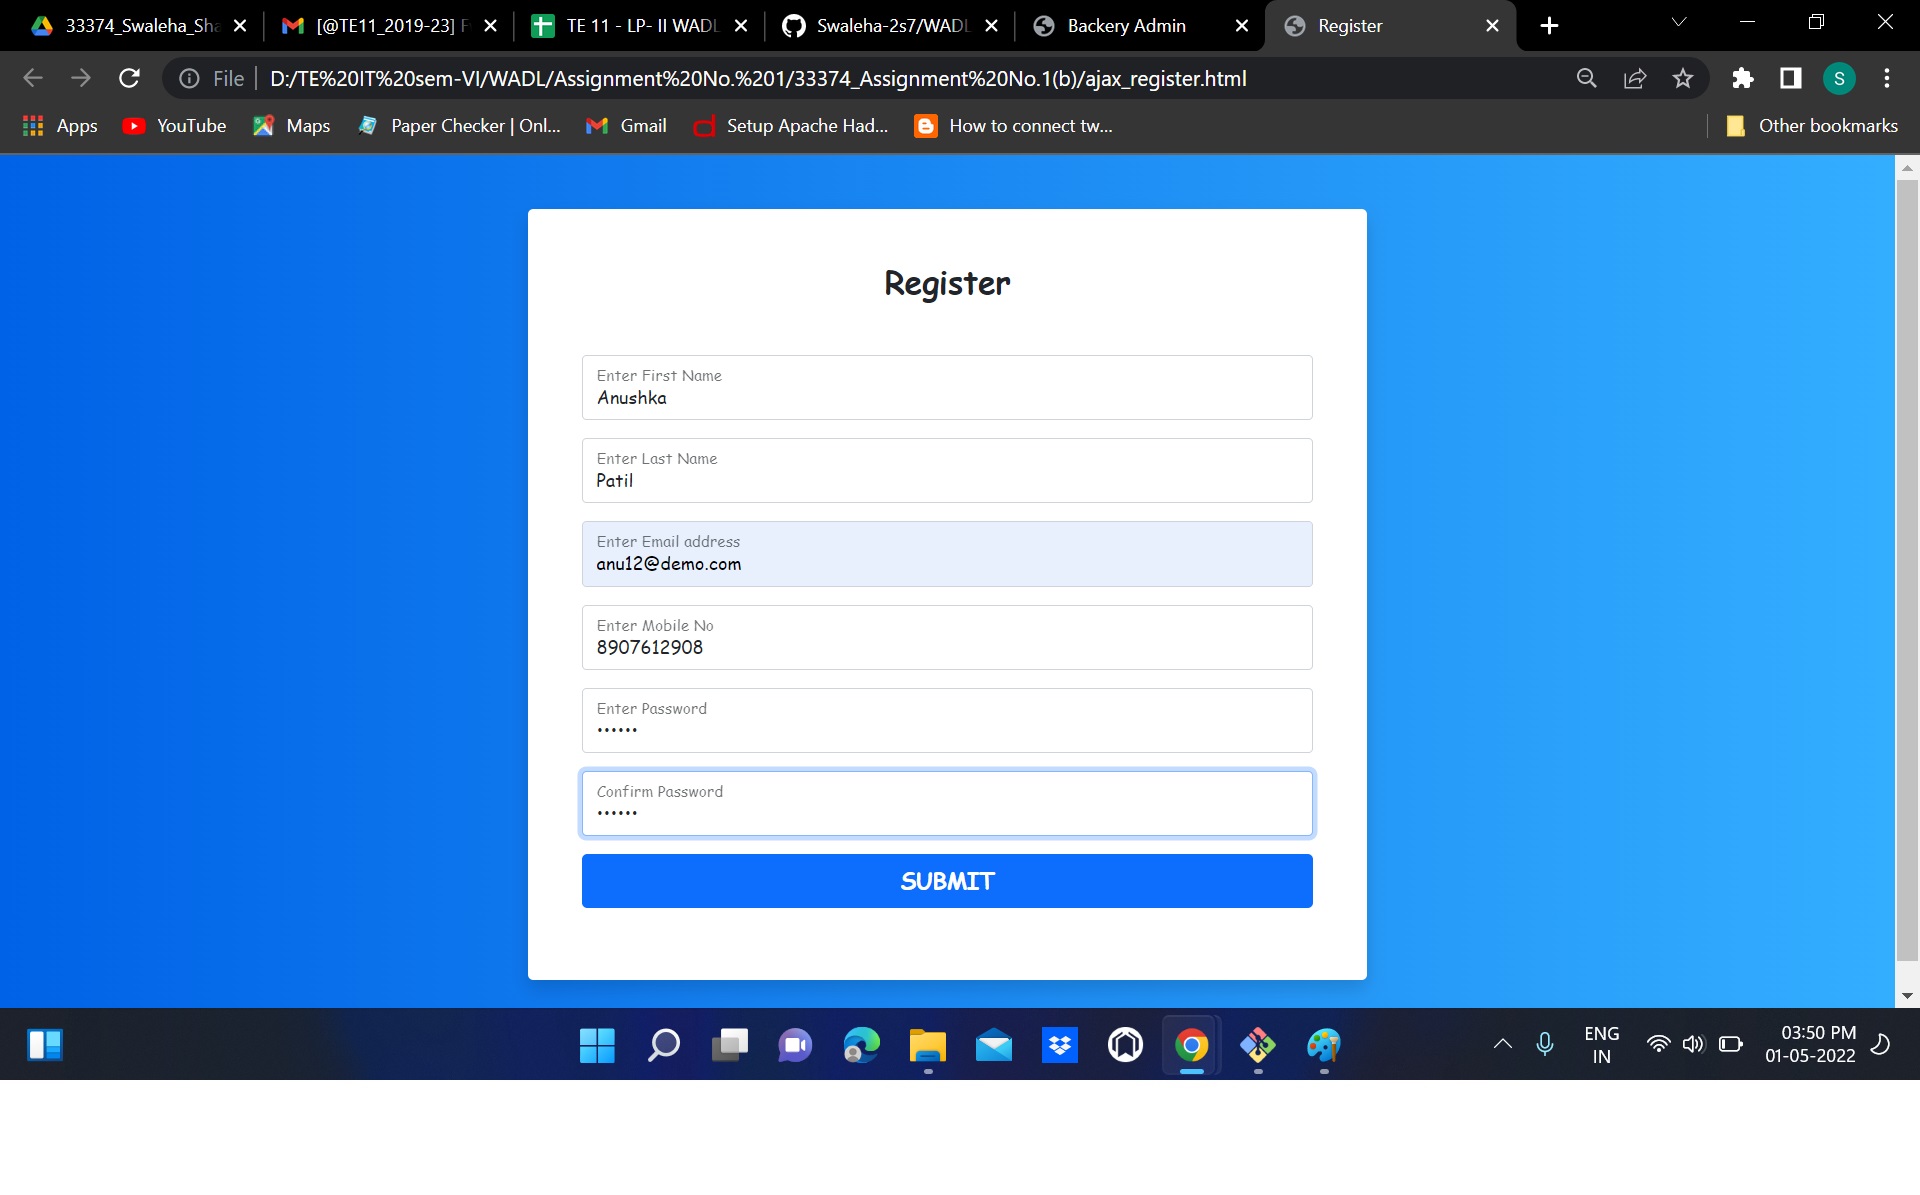 33374_Swaleha_Sha
[@TE11_2019-23]
TE 11 - LP- II WADL
Swaleha-2s7/WADL
Backery Admin
Register
File
D:/TE%20IT%20sem-VI/WADL/Assignment%20No.%201/33374_Assignment%20No.1(b)/ajax_register.html
S
Apps
YouTube
Maps
Paper Checker | Onl...
Gmail
Setup Apache Had...
How to connect tw...
Other bookmarks
Register
Enter First Name
Anushka
Enter Last Name
Patil
Enter Email address
anu12@demo.com
Enter Mobile No
8907612908
Enter Password
••••••
Confirm Password
••••••
SUBMIT
ENG
IN
03:50 PM
01-05-2022